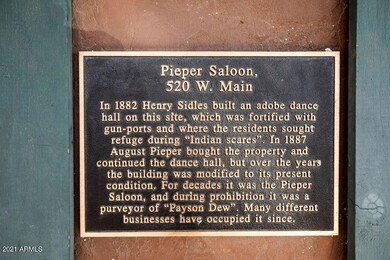 Pieper Saloon,
520 W. Main
In 1882 Henry Sidles built an adobe dance
hall on this site, which was fortified with
gun-ports and where the residents sought
refuge during "Indian scares". In 1887
August Pieper bought the property and
continued the dance hall, but over the years
the building was modified to its present
condition. For decades it was the Pieper
Saloon, and during prohibition it was a
purveyor of "Payson Dew". Many different
businesses have occupied it since.
2021 ARMLS